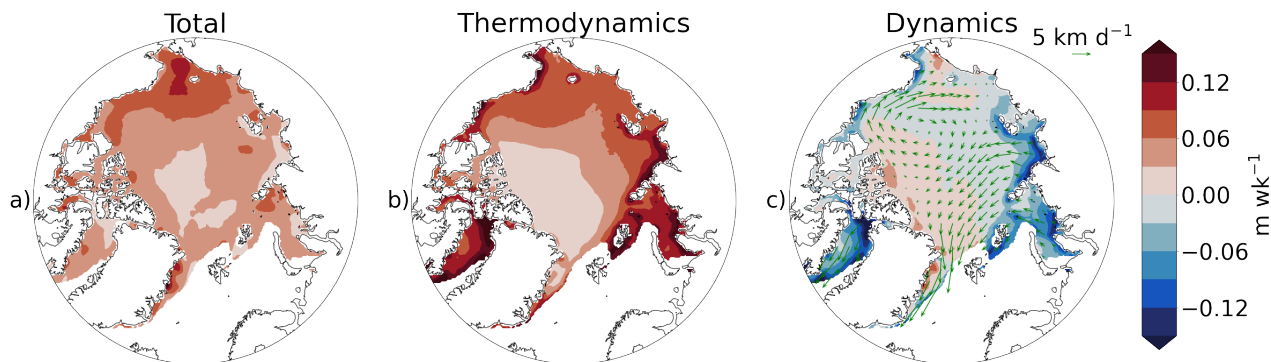 Total
Thermodynamics
Dynamics
5 km d⁻¹
a)
b)
c)
0.12
0.06
0.00
−0.06
−0.12
m wk⁻¹